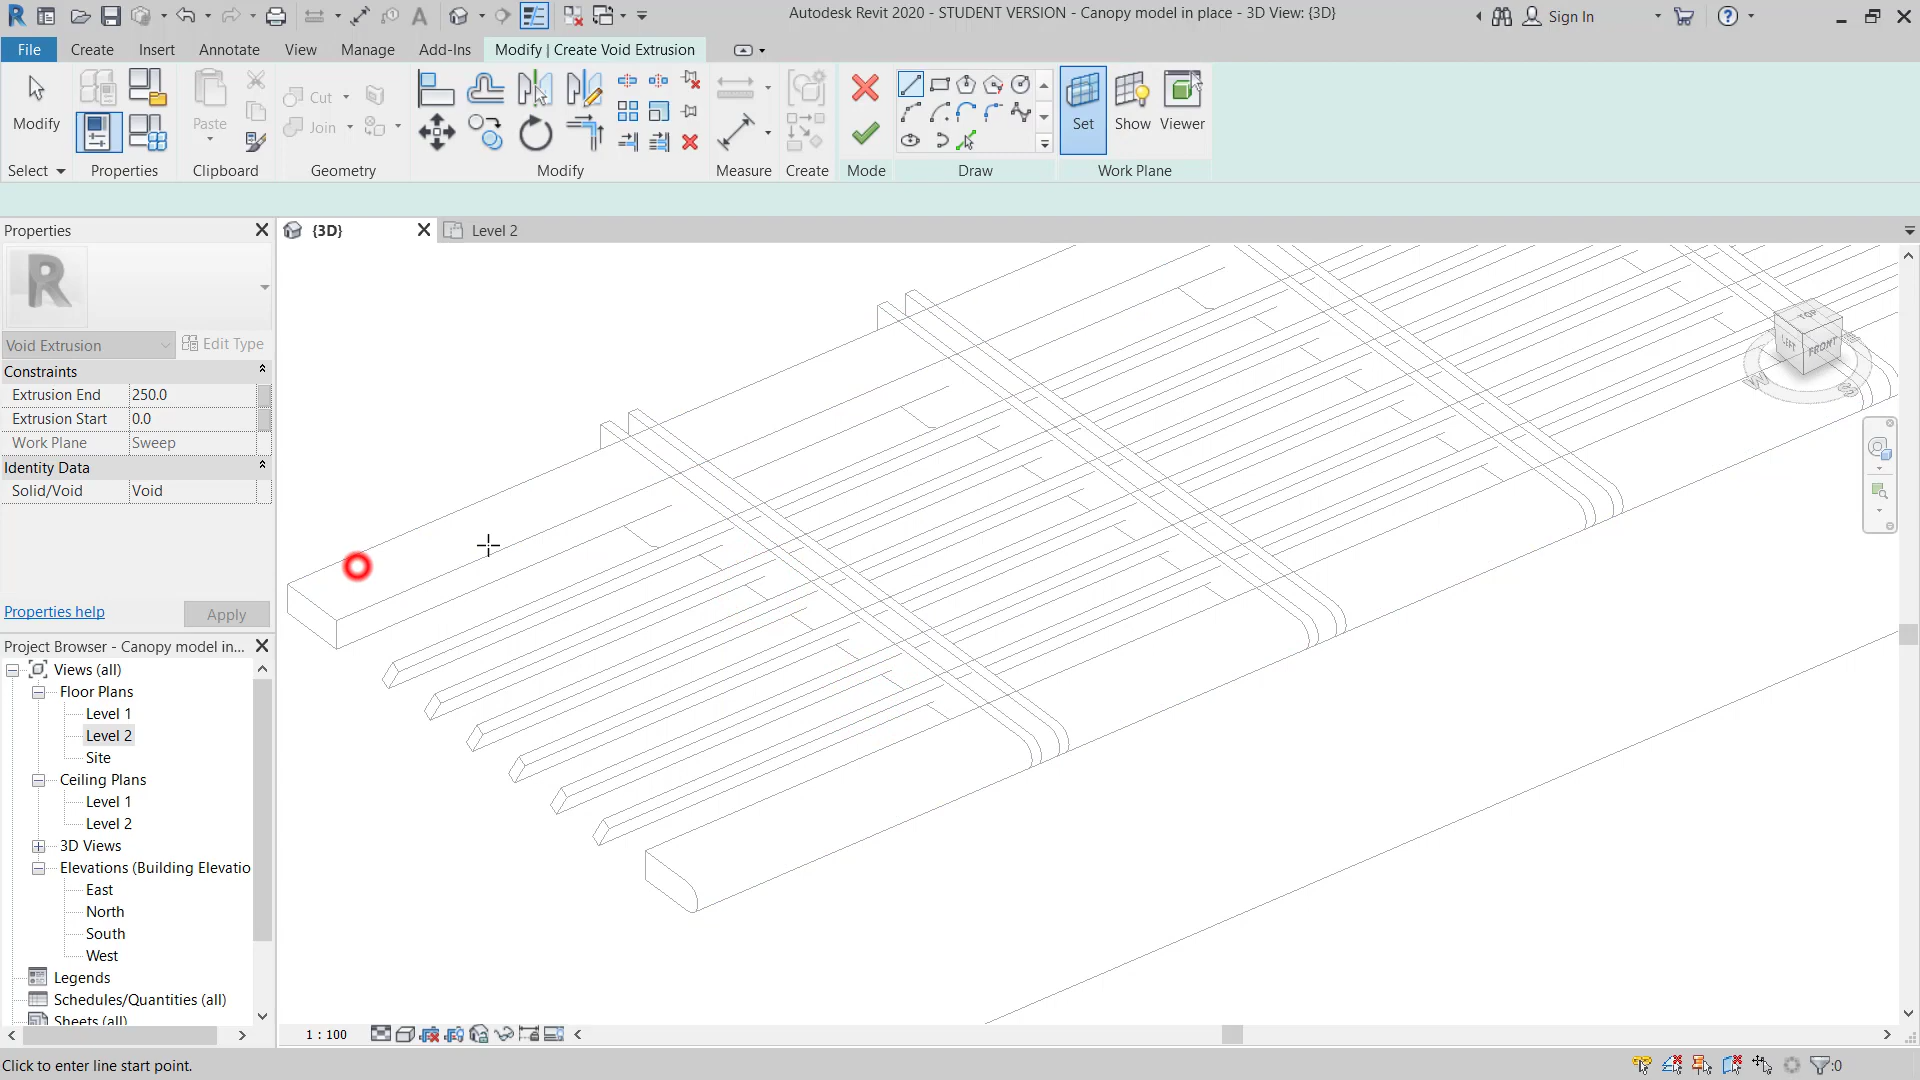 Autodesk Revit 2020 - STUDENT VERSION - Canopy model in place - 3D View: {3D}
Sign In
File Create Insert Annotate View Manage Add-Ins Modify | Create Void Extrusion
Modify
Paste
Cut
Join
Set Show Viewer
Select Properties Clipboard Geometry Modify Measure Create Mode Draw Work Plane
Properties
{3D}
Level 2
R
Void Extrusion
Edit Type
Constraints
Extrusion End 250.0
Extrusion Start 0.0
Work Plane Sweep
Identity Data
Solid/Void Void
Properties help
Apply
TOP
LEFT FRONT
W S
Project Browser - Canopy model in...
Views (all)
Floor Plans
Level 1
Level 2
Site
Ceiling Plans
Level 1
Level 2
3D Views
Elevations (Building Elevatio
East
North
South
West
Legends
Schedules/Quantities (all)
Sheets (all)
1 : 100
Click to enter line start point.
:0